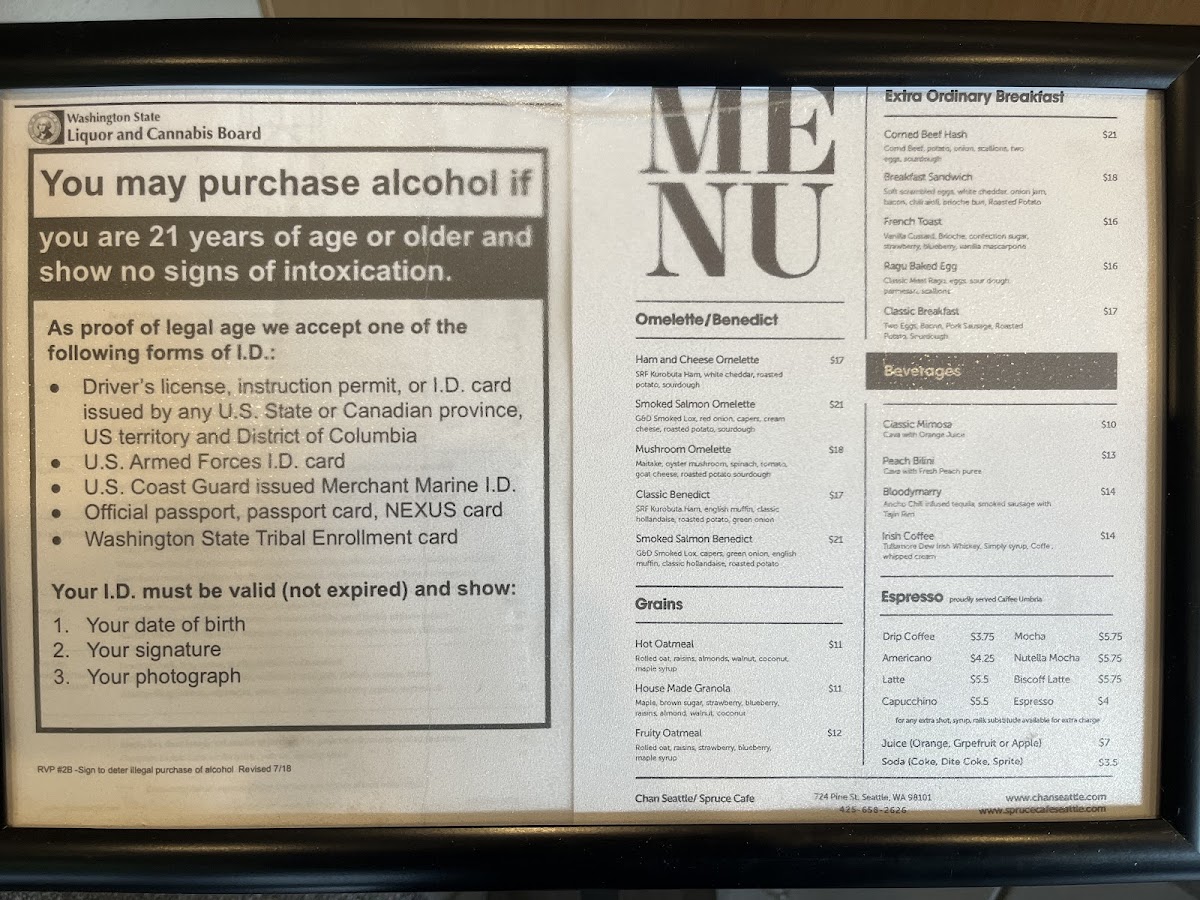 Washington State
Liquor and Cannabis Board
You may purchase alcohol if
you are 21 years of age or older and
show no signs of intoxication.
As proof of legal age we accept one of the
following forms of I.D.:
• Driver's license, instruction permit, or I.D. card
issued by any U.S. State or Canadian province,
US territory and District of Columbia
• U.S. Armed Forces I.D. card
• U.S. Coast Guard issued Merchant Marine I.D.
• Official passport, passport card, NEXUS card
• Washington State Tribal Enrollment card
Your I.D. must be valid (not expired) and show:
1. Your date of birth
2. Your signature
3. Your photograph
RVP #2B -Sign to deter illegal purchase of alcohol Revised 7/18
ME
NU
Omelette/Benedict
Ham and Cheese Omelette $17
SRF Kurobuta Ham, white cheddar, roasted
potato, sourdough
Smoked Salmon Omelette $21
G&D Smoked Lox, red onion, capers, cream
cheese, roasted potato, sourdough
Mushroom Omelette $18
Maitake, oyster mushroom, spinach, tomato,
goat cheese, roasted potato sourdough
Classic Benedict $17
SRF Kurobuta Ham, english muffin, classic
hollandaise, roasted potato, green onion
Smoked Salmon Benedict $21
G&D Smoked Lox, capers, green onion, english
muffin, classic hollandaise, roasted potato
Grains
Hot Oatmeal $11
Rolled oat, raisins, almonds, walnut, coconut,
maple syrup
House Made Granola $11
Maple, brown sugar, strawberry, blueberry,
raisins, almond, walnut, coconut
Fruity Oatmeal $12
Rolled oat, raisins, strawberry, blueberry,
maple syrup
Extra Ordinary Breakfast
Corned Beef Hash $21
Cornd Beef, potato, onion, scallions, two
eggs, sourdough
Breakfast Sandwich $18
Soft scrambled eggs, white cheddar, onion jam,
bacon, chili aioli, brioche bun, Roasted Potato
French Toast $16
Vanilla Custard, Brioche, confection sugar,
strawberry, blueberry, vanilla mascarpone
Ragu Baked Egg $16
Classic Meat Ragu, eggs, sour dough,
parmesan, scallions
Classic Breakfast $17
Two Eggs, Bacon, Pork Sausage, Roasted
Potato, Sourdough
Beverages
Classic Mimosa $10
Cava with Orange Juice
Peach Bilini $13
Cava with Fresh Peach puree
Bloodymarry $14
Ancho Chili infused tequila, smoked sausage with
Tajin Red
Irish Coffee $14
Tullamore Dew Irish Whiskey, Simply syrup, Coffe,
whipped cream
Espresso proudly served Caffee Umbria
Drip Coffee $3.75 Mocha $5.75
Americano $4.25 Nutella Mocha $5.75
Latte $5.5 Biscoff Latte $5.75
Capucchino $5.5 Espresso $4
for any extra shot, syrup, milk substitude available for extra charge
Juice (Orange, Grpefruit or Apple) $7
Soda (Coke, Dite Coke, Sprite) $3.5
Chan Seattle/ Spruce Cafe 724 Pine St. Seattle, WA 98101 www.chanseattle.com
425-658-2626 www.sprucecafeseattle.com